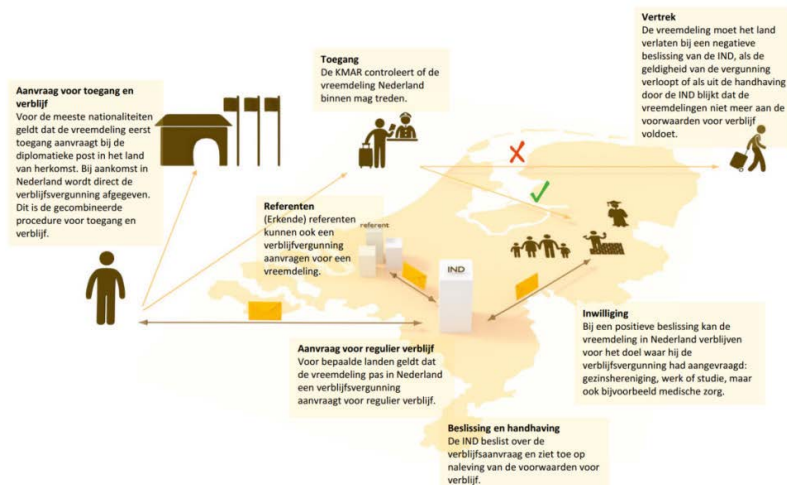 Aanvraag voor toegang en
verblijf
Voor de meeste nationaliteiten
geldt dat de vreemdeling eerst
toegang aanvraagt bij de
diplomatieke post in het land
van herkomst. Bij aankomst in
Nederland wordt direct de
verblijfsvergunning afgegeven.
Dit is de gecombineerde
procedure voor toegang en
verblijf.
Toegang
De KMAR controleert of de
vreemdeling Nederland
binnen mag treden.
Vertrek
De vreemdeling moet het land
verlaten bij een negatieve
beslissing van de IND, als de
geldigheid van de vergunning
verloopt of als uit de handhaving
door de IND blijkt dat de
vreemdelingen niet meer aan de
voorwaarden voor verblijf
voldoet.
Referenten
(Erkende) referenten
kunnen ook een
verblijfvergunning
aanvragen voor een
vreemdeling.
referent
IND
Aanvraag voor regulier verblijf
Voor bepaalde landen geldt dat
de vreemdeling pas in Nederland
een verblijfsvergunning
aanvraagt voor regulier verblijf.
Inwilliging
Bij een positieve beslissing kan de
vreemdeling in Nederland verblijven
voor het doel waar hij de
verblijfsvergunning had aangevraagd:
gezinshereniging, werk of studie, maar
ook bijvoorbeeld medische zorg.
Beslissing en handhaving
De IND beslist over de
verblijfsaanvraag en ziet toe op
naleving van de voorwaarden voor
verblijf.